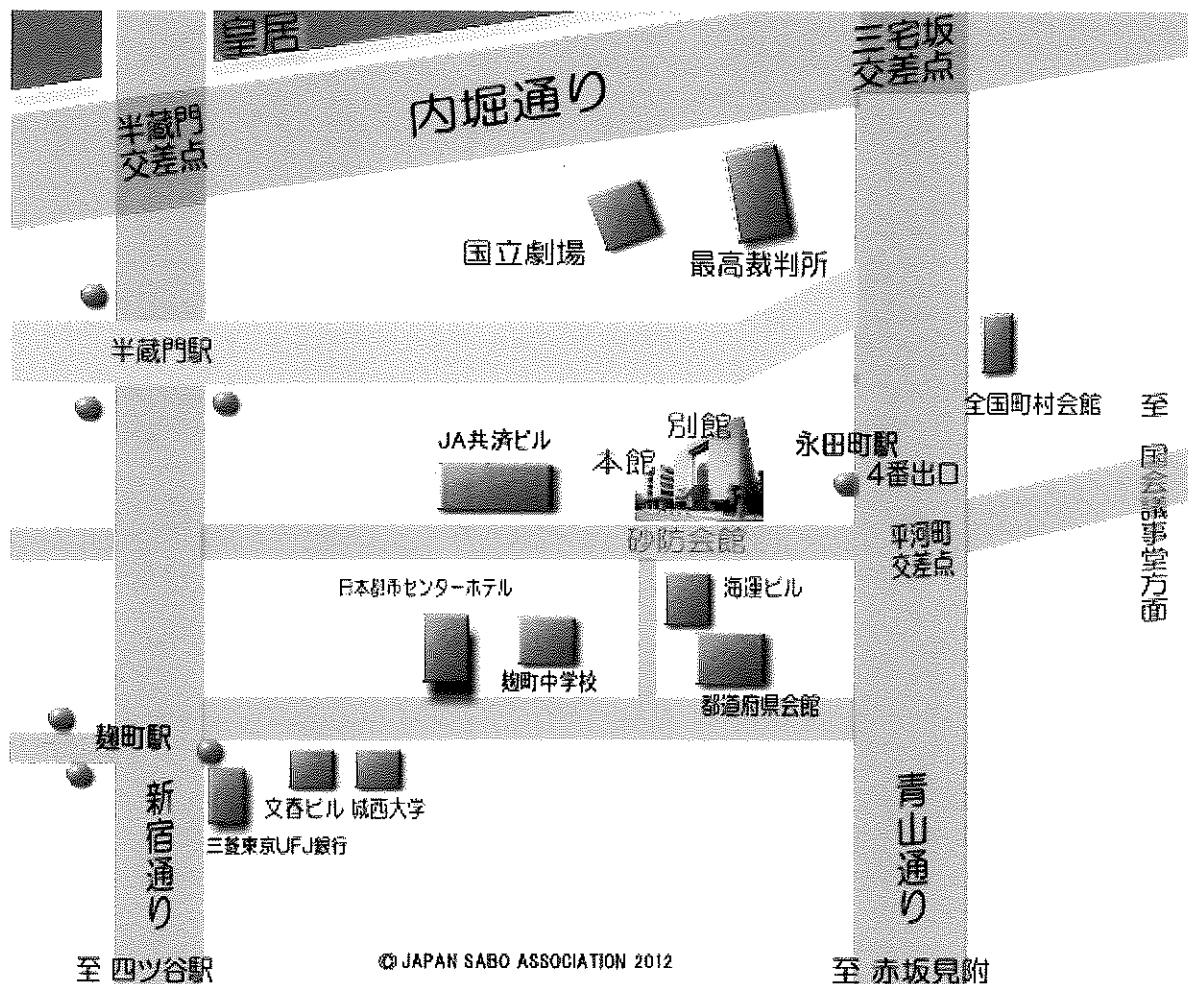 皇居
三宅坂
交差点
内堀通り
半蔵門
交差点
国立劇場
最高裁判所
半蔵門駅
全国町村会館
至 国会議事堂方面
別館
JA共済ビル
本館
永田町駅
4番出口
砂防会館
平河町
交差点
日本都市センターホテル
海運ビル
麹町中学校
都道府県会館
麹町駅
新宿通り
文春ビル
城西大学
三菱東京UFJ銀行
青山通り
至 四ツ谷駅
© JAPAN SABO ASSOCIATION 2012
至 赤坂見附